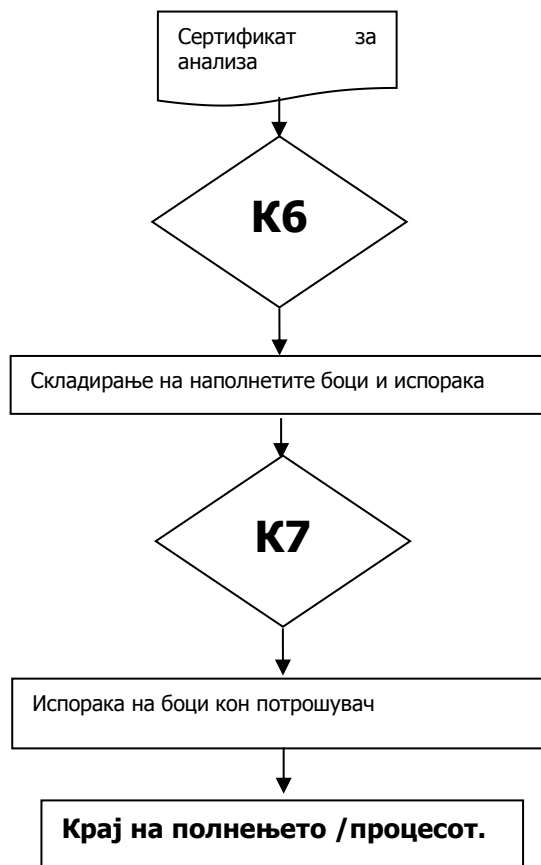 Сертификат за
анализа
К6
Складирање на наполнетите боци и испорака
К7
Испорака на боци кон потрошувач
Крај на полнењето /процесот.